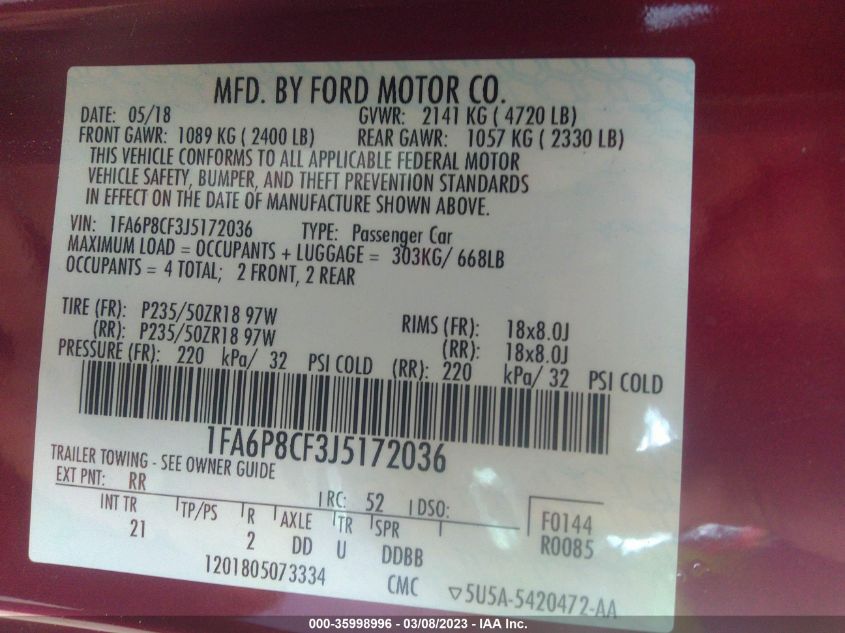 MFD. BY FORD MOTOR CO.
DATE: 05/18 GVWR: 2141 KG ( 4720 LB)
FRONT GAWR: 1089 KG ( 2400 LB) REAR GAWR: 1057 KG ( 2330 LB)
THIS VEHICLE CONFORMS TO ALL APPLICABLE FEDERAL MOTOR
VEHICLE SAFETY, BUMPER, AND THEFT PREVENTION STANDARDS
IN EFFECT ON THE DATE OF MANUFACTURE SHOWN ABOVE.
VIN: 1FA6P8CF3J5172036 TYPE: Passenger Car
MAXIMUM LOAD = OCCUPANTS + LUGGAGE = 303KG/ 668LB
OCCUPANTS = 4 TOTAL; 2 FRONT, 2 REAR
TIRE (FR): P235/50ZR18 97W RIMS (FR): 18x8.0J
(RR): P235/50ZR18 97W (RR): 18x8.0J
PRESSURE (FR): 220 kPa/ 32 PSI COLD (RR): 220 kPa/ 32 PSI COLD
1FA6P8CF3J5172036
TRAILER TOWING - SEE OWNER GUIDE
EXT PNT: RR RC: 52 DSO:
INT TR TP/PS R AXLE TR SPR F0144
21 2 DD U DDBB R0085
1201805073334 CMC ▽5U5A-5420472-AA
000-35998996 | 03/08/2023 - IAA Inc.